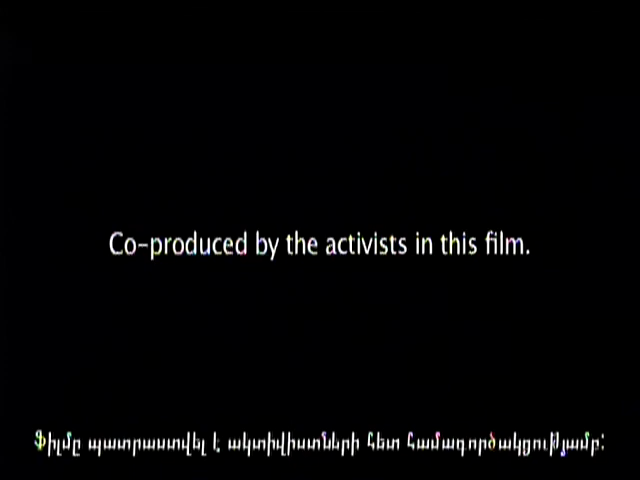 Co-produced by the activists in this film.
Ֆիլմը պատրաստվել է ակտիվիստների հետ համագործակցությամբ: